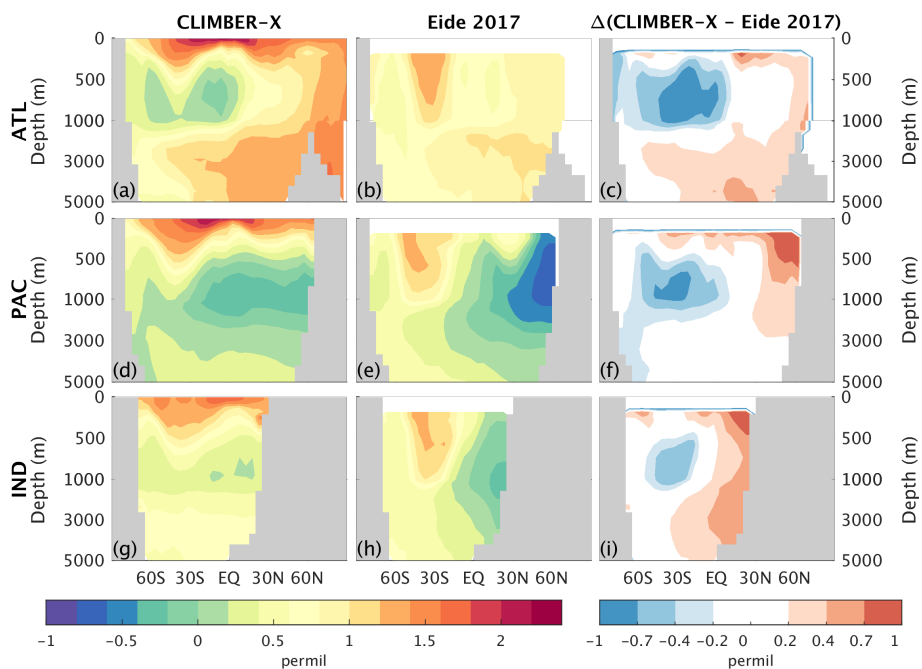 CLIMBER-X Eide 2017 Δ(CLIMBER-X - Eide 2017)
ATL
Depth (m)
0
500
1000
3000
5000
(a) (b) (c)
0
500
1000
3000
5000
Depth (m)
PAC
Depth (m)
0
500
1000
3000
5000
(d) (e) (f)
0
500
1000
3000
5000
Depth (m)
IND
Depth (m)
0
500
1000
3000
5000
(g) (h) (i)
0
500
1000
3000
5000
Depth (m)
60S 30S EQ 30N 60N 60S 30S EQ 30N 60N 60S 30S EQ 30N 60N
-1 -0.5 0 0.5 1 1.5 2
permil
-1 -0.7 -0.4 -0.2 0 0.2 0.4 0.7 1
permil